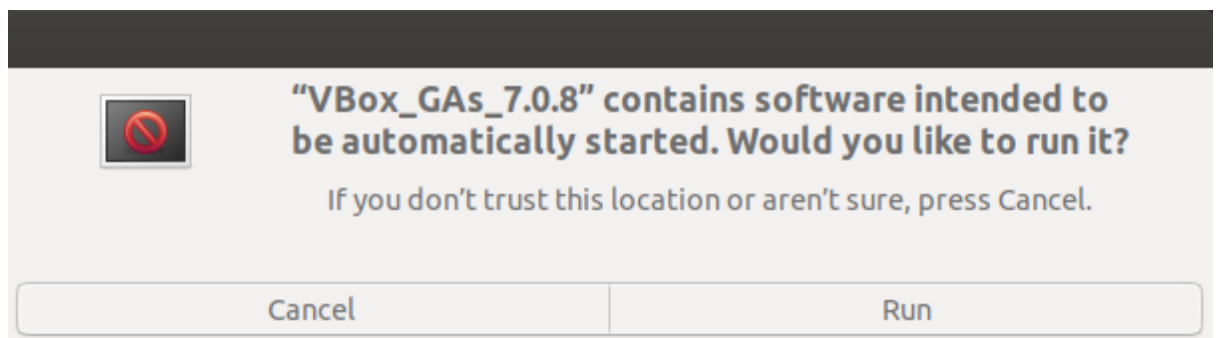 “VBox_GAs_7.0.8” contains software intended to
be automatically started. Would you like to run it?
If you don’t trust this location or aren’t sure, press Cancel.
Cancel
Run